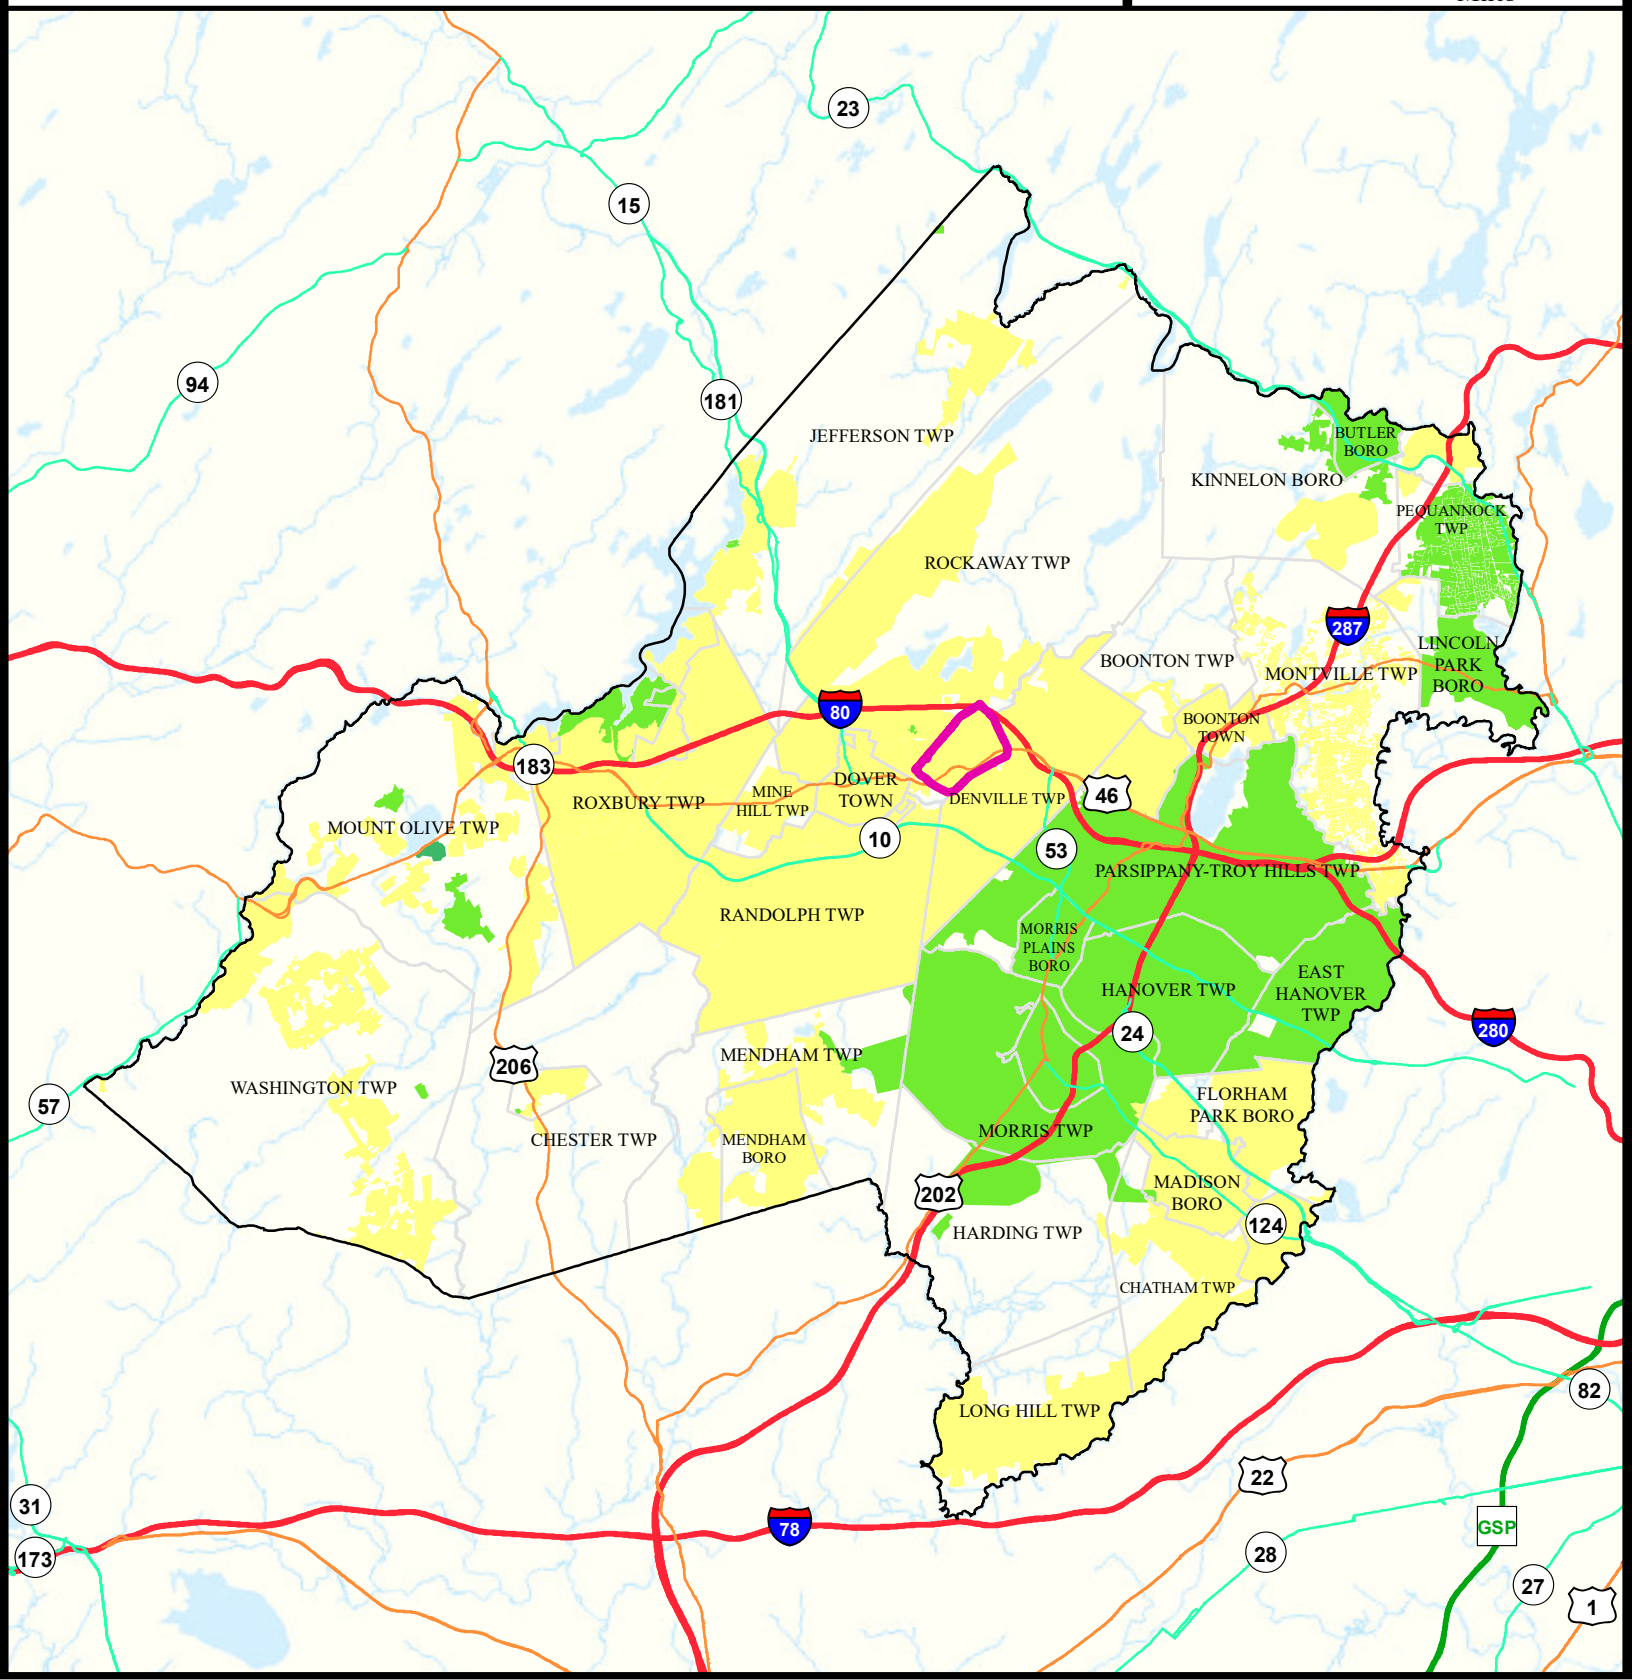 23
15
94
181
JEFFERSON TWP
BUTLER
BORO
KINNELON BORO
PEQUANNOCK
TWP
ROCKAWAY TWP
287
LINCOLN
PARK
BORO
BOONTON TWP
MONTVILLE TWP
80
BOONTON
TOWN
183
DOVER
TOWN
MINE
HILL TWP
ROXBURY TWP
DENVILLE TWP
46
MOUNT OLIVE TWP
10
53
PARSIPPANY-TROY HILLS TWP
RANDOLPH TWP
MORRIS
PLAINS
BORO
HANOVER TWP
EAST
HANOVER
TWP
24
280
206
MENDHAM TWP
WASHINGTON TWP
57
FLORHAM
PARK BORO
CHESTER TWP
MENDHAM
BORO
MORRIS TWP
202
MADISON
BORO
124
HARDING TWP
CHATHAM TWP
82
LONG HILL TWP
22
31
78
GSP
173
28
27
1